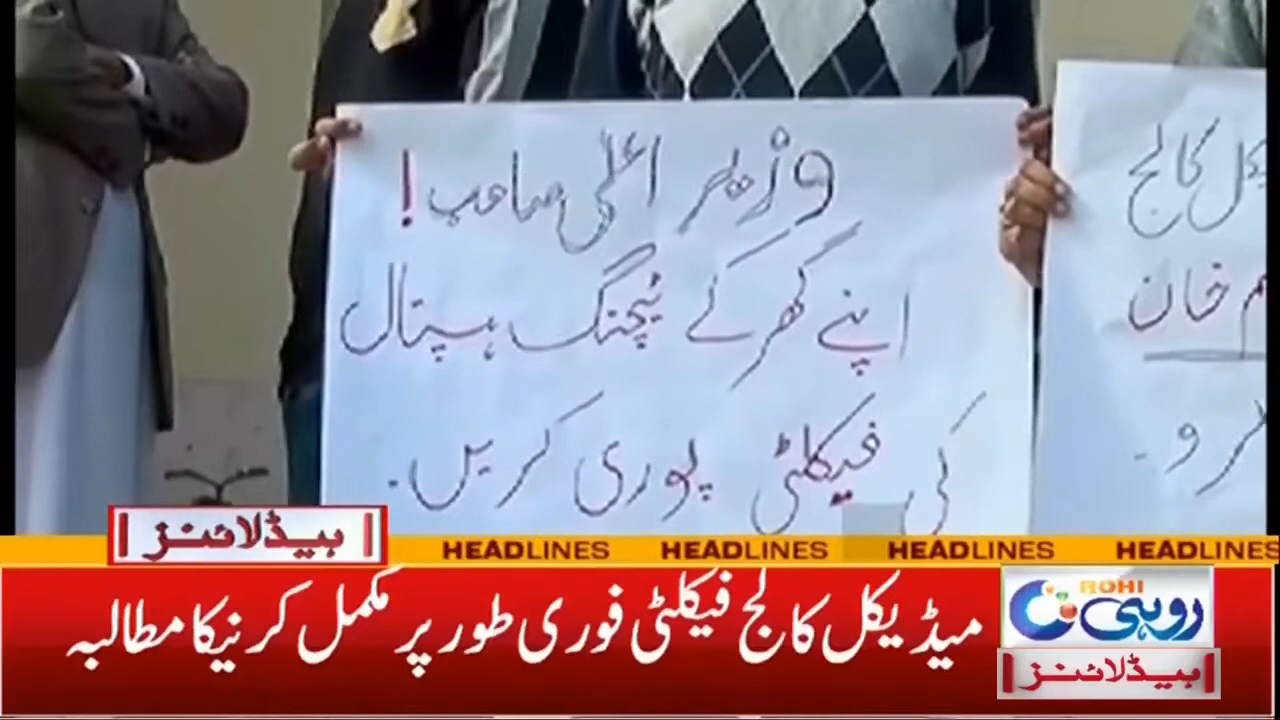 وزیر اعلیٰ صاحب!
اپنے گھر کے ٹیچنگ ہسپتال
کی فیکلٹی پوری کریں.
کالج
خان
کرو.
ہیڈلائنز
HEADLINES HEADLINES HEADLINES HEADLINES
میڈیکل کالج فیکلٹی فوری طور پر مکمل کرنیکا مطالبہ
ROHI
روہی
ہیڈلائنز